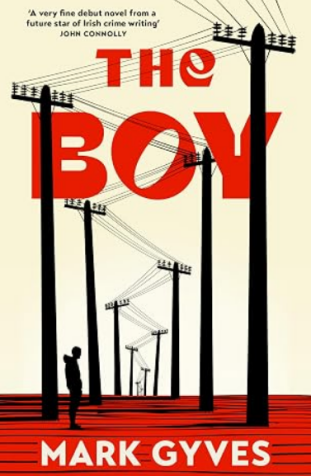 'A very fine debut novel from a
future star of Irish crime writing'
JOHN CONNOLLY
THE
BOY
MARK GYVES